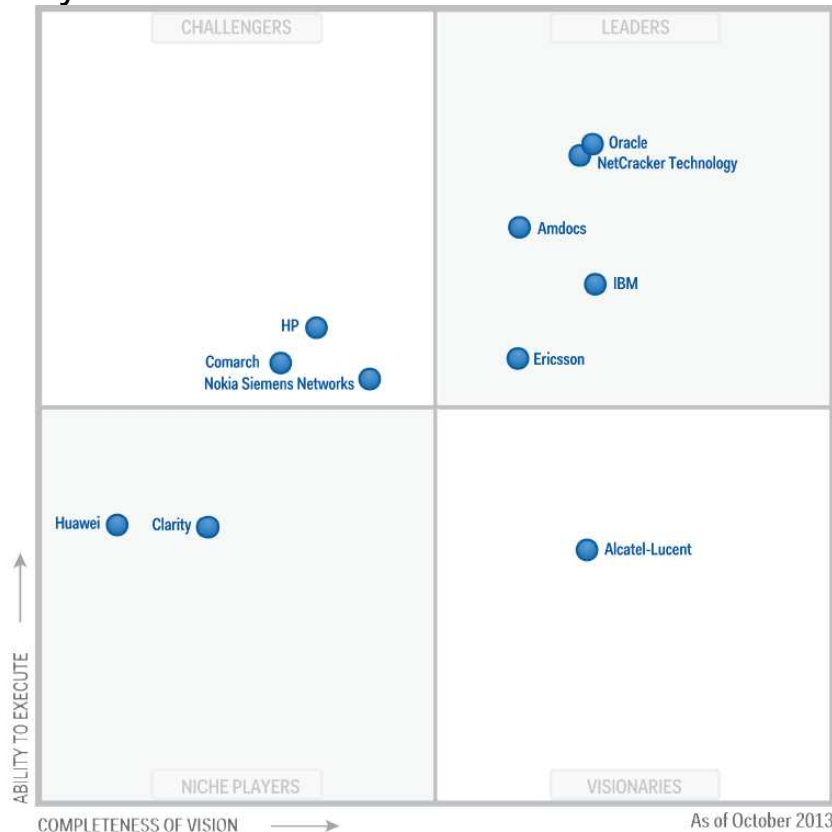 CHALLENGERS
LEADERS
Oracle
NetCracker Technology
Amdocs
IBM
HP
Comarch
Nokia Siemens Networks
Ericsson
Huawei
Clarity
Alcatel-Lucent
ABILITY TO EXECUTE
NICHE PLAYERS
VISIONARIES
COMPLETENESS OF VISION
As of October 2013